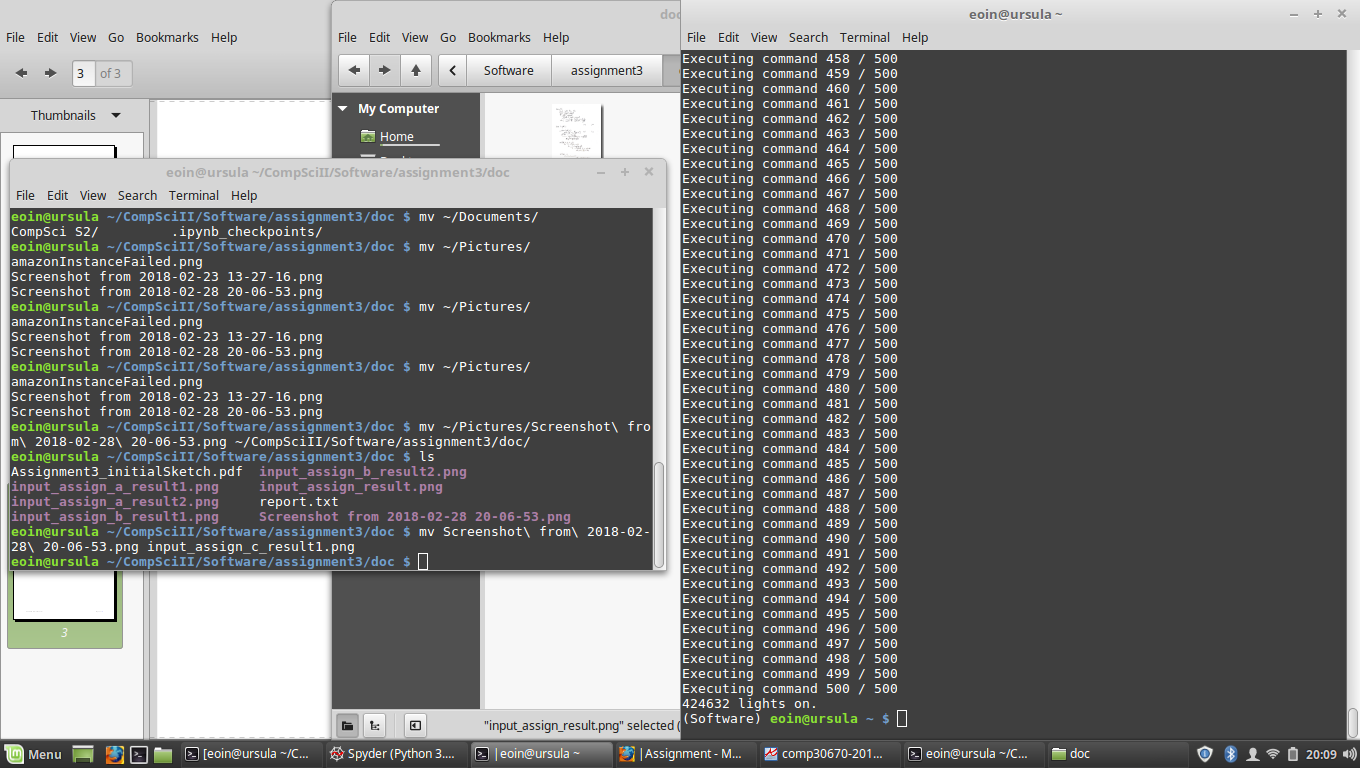 File Edit View Go Bookmarks Help
3 of 3
Thumbnails
3
doc
File Edit View Go Bookmarks Help
Software assignment3
My Computer
Home
"input_assign_result.png" selected (
eoin@ursula ~/CompSciII/Software/assignment3/doc
File Edit View Search Terminal Help
eoin@ursula ~/CompSciII/Software/assignment3/doc $ mv ~/Documents/
CompSci S2/         .ipynb_checkpoints/
eoin@ursula ~/CompSciII/Software/assignment3/doc $ mv ~/Pictures/
amazonInstanceFailed.png
Screenshot from 2018-02-23 13-27-16.png
Screenshot from 2018-02-28 20-06-53.png
eoin@ursula ~/CompSciII/Software/assignment3/doc $ mv ~/Pictures/
amazonInstanceFailed.png
Screenshot from 2018-02-23 13-27-16.png
Screenshot from 2018-02-28 20-06-53.png
eoin@ursula ~/CompSciII/Software/assignment3/doc $ mv ~/Pictures/
amazonInstanceFailed.png
Screenshot from 2018-02-23 13-27-16.png
Screenshot from 2018-02-28 20-06-53.png
eoin@ursula ~/CompSciII/Software/assignment3/doc $ mv ~/Pictures/Screenshot\ fro
m\ 2018-02-28\ 20-06-53.png ~/CompSciII/Software/assignment3/doc/
eoin@ursula ~/CompSciII/Software/assignment3/doc $ ls
Assignment3_initialSketch.pdf  input_assign_b_result2.png
input_assign_a_result1.png     input_assign_result.png
input_assign_a_result2.png     report.txt
input_assign_b_result1.png     Screenshot from 2018-02-28 20-06-53.png
eoin@ursula ~/CompSciII/Software/assignment3/doc $ mv Screenshot\ from\ 2018-02-
28\ 20-06-53.png input_assign_c_result1.png
eoin@ursula ~/CompSciII/Software/assignment3/doc $
eoin@ursula ~
File Edit View Search Terminal Help
Executing command 458 / 500
Executing command 459 / 500
Executing command 460 / 500
Executing command 461 / 500
Executing command 462 / 500
Executing command 463 / 500
Executing command 464 / 500
Executing command 465 / 500
Executing command 466 / 500
Executing command 467 / 500
Executing command 468 / 500
Executing command 469 / 500
Executing command 470 / 500
Executing command 471 / 500
Executing command 472 / 500
Executing command 473 / 500
Executing command 474 / 500
Executing command 475 / 500
Executing command 476 / 500
Executing command 477 / 500
Executing command 478 / 500
Executing command 479 / 500
Executing command 480 / 500
Executing command 481 / 500
Executing command 482 / 500
Executing command 483 / 500
Executing command 484 / 500
Executing command 485 / 500
Executing command 486 / 500
Executing command 487 / 500
Executing command 488 / 500
Executing command 489 / 500
Executing command 490 / 500
Executing command 491 / 500
Executing command 492 / 500
Executing command 493 / 500
Executing command 494 / 500
Executing command 495 / 500
Executing command 496 / 500
Executing command 497 / 500
Executing command 498 / 500
Executing command 499 / 500
Executing command 500 / 500
424632 lights on.
(Software) eoin@ursula ~ $
Menu [eoin@ursula ~/C... Spyder (Python 3.... | eoin@ursula ~ | Assignment - M... comp30670-201... eoin@ursula ~/C... doc 20:09